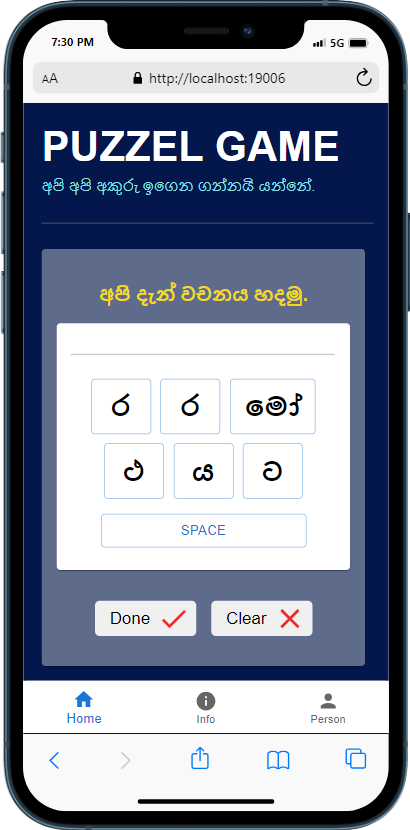 7:30 PM 5G
AA http://localhost:19006
PUZZEL GAME
අපි අපි අකුරු ඉගෙන ගන්නයි යන්නේ.
අපි දැන් වචනය හදමු.
ර ර මෝ
ථ ය ට
SPACE
Done Clear
Home Info Person